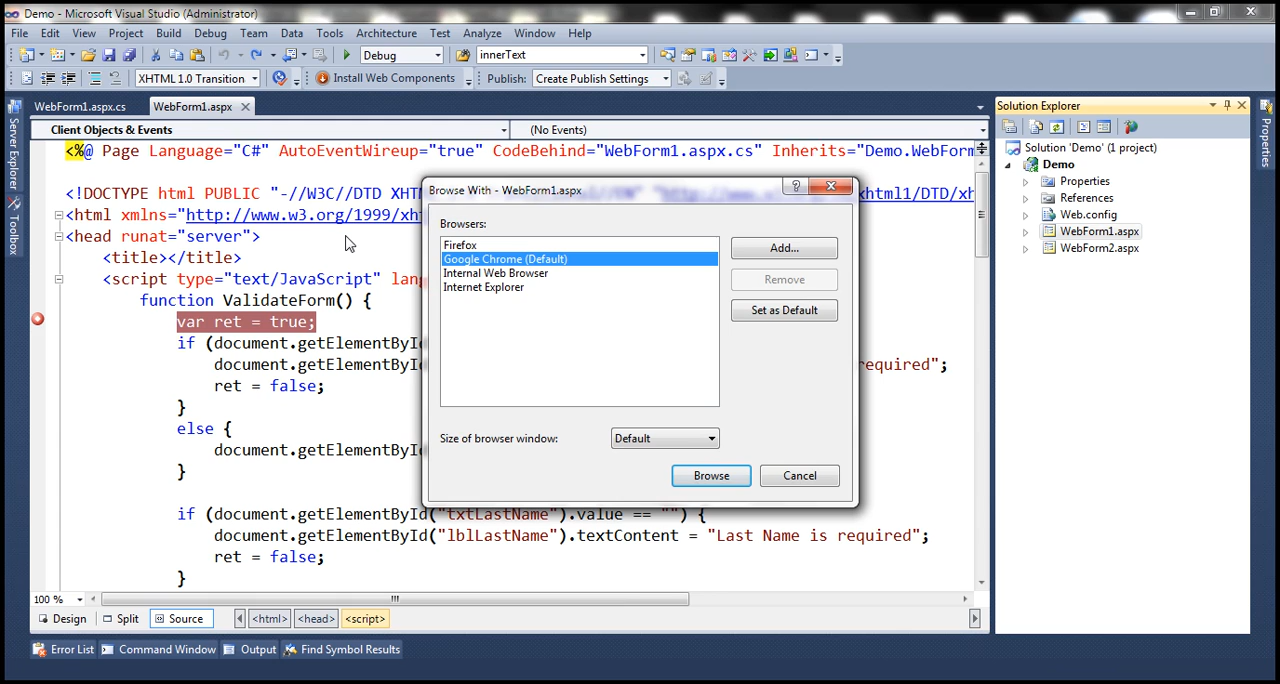 Demo - Microsoft Visual Studio (Administrator)
File Edit View Project Build Debug Team Data Tools Architecture Test Analyze Window Help
Debug innerText
XHTML 1.0 Transition Install Web Components Publish: Create Publish Settings
WebForm1.aspx.cs WebForm1.aspx
Client Objects & Events (No Events)
<%@ Page Language="C#" AutoEventWireup="true" CodeBehind="WebForm1.aspx.cs" Inherits="Demo.WebForm
<!DOCTYPE html PUBLIC "-//W3C//DTD XHT
xhtml1/DTD/xh
<html xmlns="http://www.w3.org/1999/xh
<head runat="server">
<title></title>
<script type="text/JavaScript" lan
function ValidateForm() {
var ret = true;
if (document.getElementById
document.getElementById
equired";
ret = false;
}
else {
document.getElementById
}
if (document.getElementById("txtLastName").value == "") {
document.getElementById("lblLastName").textContent = "Last Name is required";
ret = false;
}
100 %
Design Split Source <html> <head> <script>
Error List Command Window Output Find Symbol Results
Server Explorer
Toolbox
Browse With - WebForm1.aspx
Browsers:
Firefox
Google Chrome (Default)
Internal Web Browser
Internet Explorer
Add...
Remove
Set as Default
Size of browser window: Default
Browse Cancel
Solution Explorer
Solution 'Demo' (1 project)
Demo
Properties
References
Web.config
WebForm1.aspx
WebForm2.aspx
Properties